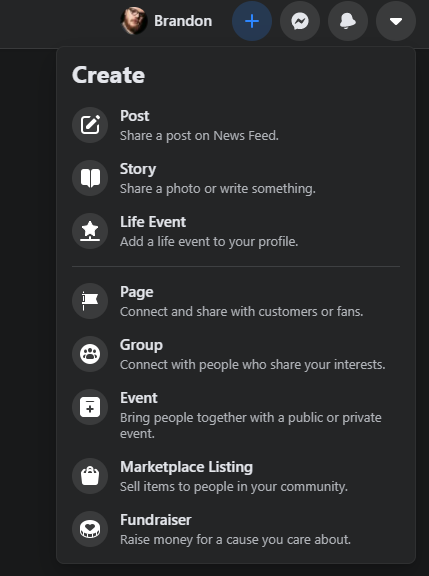 Brandon
Create
Post
Share a post on News Feed.
Story
Share a photo or write something.
Life Event
Add a life event to your profile.
Page
Connect and share with customers or fans.
Group
Connect with people who share your interests.
Event
Bring people together with a public or private
event.
Marketplace Listing
Sell items to people in your community.
Fundraiser
Raise money for a cause you care about.